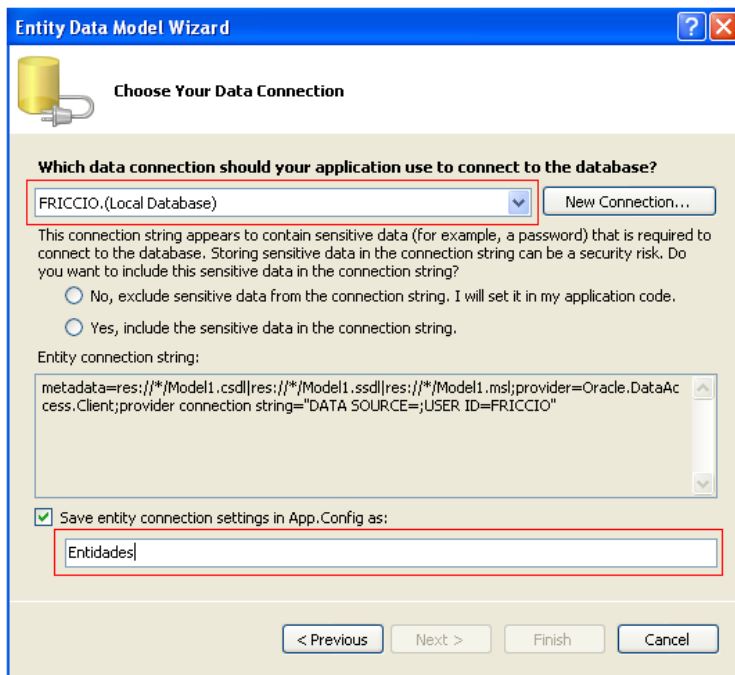 Entity Data Model Wizard
Choose Your Data Connection
Which data connection should your application use to connect to the database?
FRICCIO.(Local Database)
New Connection...
This connection string appears to contain sensitive data (for example, a password) that is required to
connect to the database. Storing sensitive data in the connection string can be a security risk. Do
you want to include this sensitive data in the connection string?
No, exclude sensitive data from the connection string. I will set it in my application code.
Yes, include the sensitive data in the connection string.
Entity connection string:
metadata=res://*/Model1.csdl|res://*/Model1.ssdl|res://*/Model1.msl;provider=Oracle.DataAc
cess.Client;provider connection string="DATA SOURCE=;USER ID=FRICCIO"
Save entity connection settings in App.Config as:
Entidades
< Previous
Next >
Finish
Cancel